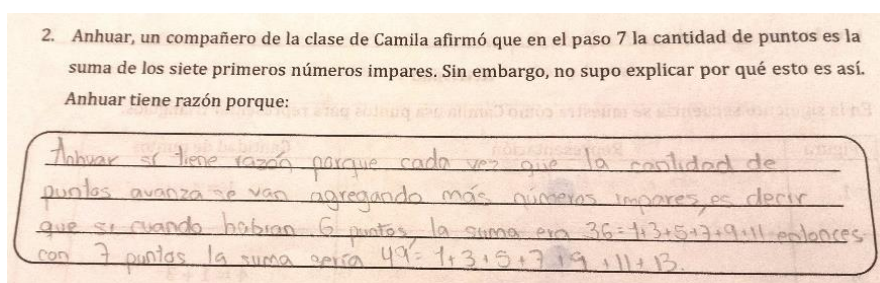 2. Anhuar, un compañero de la clase de Camila afirmó que en el paso 7 la cantidad de puntos es la
suma de los siete primeros números impares. Sin embargo, no supo explicar por qué esto es así.
Anhuar tiene razón porque:
Anhuar si tiene razón porque cada vez que la cantidad de
puntos avanza se van agregando más números impares, es decir
que si cuando habian 6 puntos la suma era 36=1+3+5+7+9+11 entonces
con 7 puntos la suma sería 49=1+3+5+7+9+11+13.